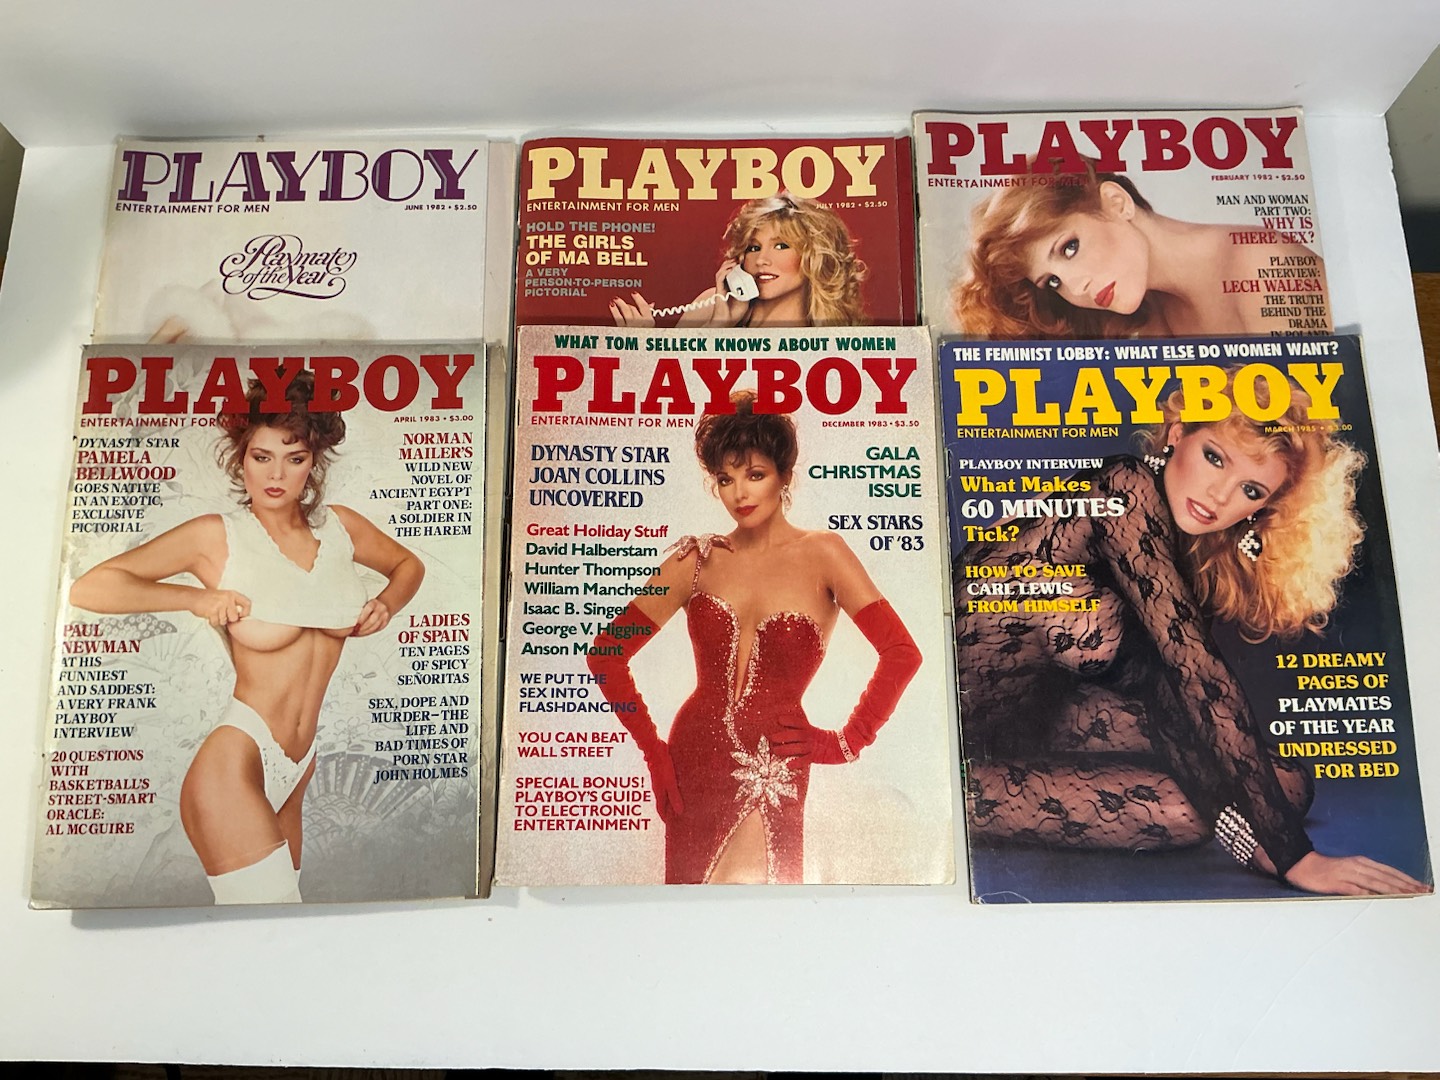 PLAYBOY
ENTERTAINMENT FOR MEN
JUNE 1982 • $2.50
Playmate
of the Year
PLAYBOY
ENTERTAINMENT FOR MEN
JULY 1982 • $2.50
HOLD THE PHONE!
THE GIRLS
OF MA BELL
A VERY
PERSON-TO-PERSON
PICTORIAL
PLAYBOY
ENTERTAINMENT FOR MEN
FEBRUARY 1982 • $2.50
MAN AND WOMAN
PART TWO:
WHY IS
THERE SEX?
PLAYBOY
INTERVIEW:
LECH WALESA
THE TRUTH
BEHIND THE
DRAMA
IN POLAND
PLAYBOY
ENTERTAINMENT FOR MEN
APRIL 1983 • $3.00
DYNASTY STAR
PAMELA
BELLWOOD
GOES NATIVE
IN AN EXOTIC,
EXCLUSIVE
PICTORIAL
NORMAN
MAILER'S
WILD NEW
NOVEL OF
ANCIENT EGYPT
PART ONE:
A SOLDIER IN
THE HAREM
PAUL
NEWMAN
AT HIS
FUNNIEST
AND SADDEST:
A VERY FRANK
PLAYBOY
INTERVIEW
20 QUESTIONS
WITH
BASKETBALL'S
STREET-SMART
ORACLE:
AL MC GUIRE
LADIES
OF SPAIN
TEN PAGES
OF SPICY
SEÑORITAS
SEX, DOPE AND
MURDER—THE
LIFE AND
BAD TIMES OF
PORN STAR
JOHN HOLMES
WHAT TOM SELLECK KNOWS ABOUT WOMEN
PLAYBOY
ENTERTAINMENT FOR MEN
DECEMBER 1983 • $3.50
DYNASTY STAR
JOAN COLLINS
UNCOVERED
Great Holiday Stuff
David Halberstam
Hunter Thompson
William Manchester
Isaac B. Singer
George V. Higgins
Anson Mount
WE PUT THE
SEX INTO
FLASHDANCING
YOU CAN BEAT
WALL STREET
SPECIAL BONUS!
PLAYBOY'S GUIDE
TO ELECTRONIC
ENTERTAINMENT
GALA
CHRISTMAS
ISSUE
SEX STARS
OF '83
THE FEMINIST LOBBY: WHAT ELSE DO WOMEN WANT?
PLAYBOY
ENTERTAINMENT FOR MEN
MARCH 1985 • $3.00
PLAYBOY INTERVIEW
What Makes
60 MINUTES
Tick?
HOW TO SAVE
CARL LEWIS
FROM HIMSELF
12 DREAMY
PAGES OF
PLAYMATES
OF THE YEAR
UNDRESSED
FOR BED